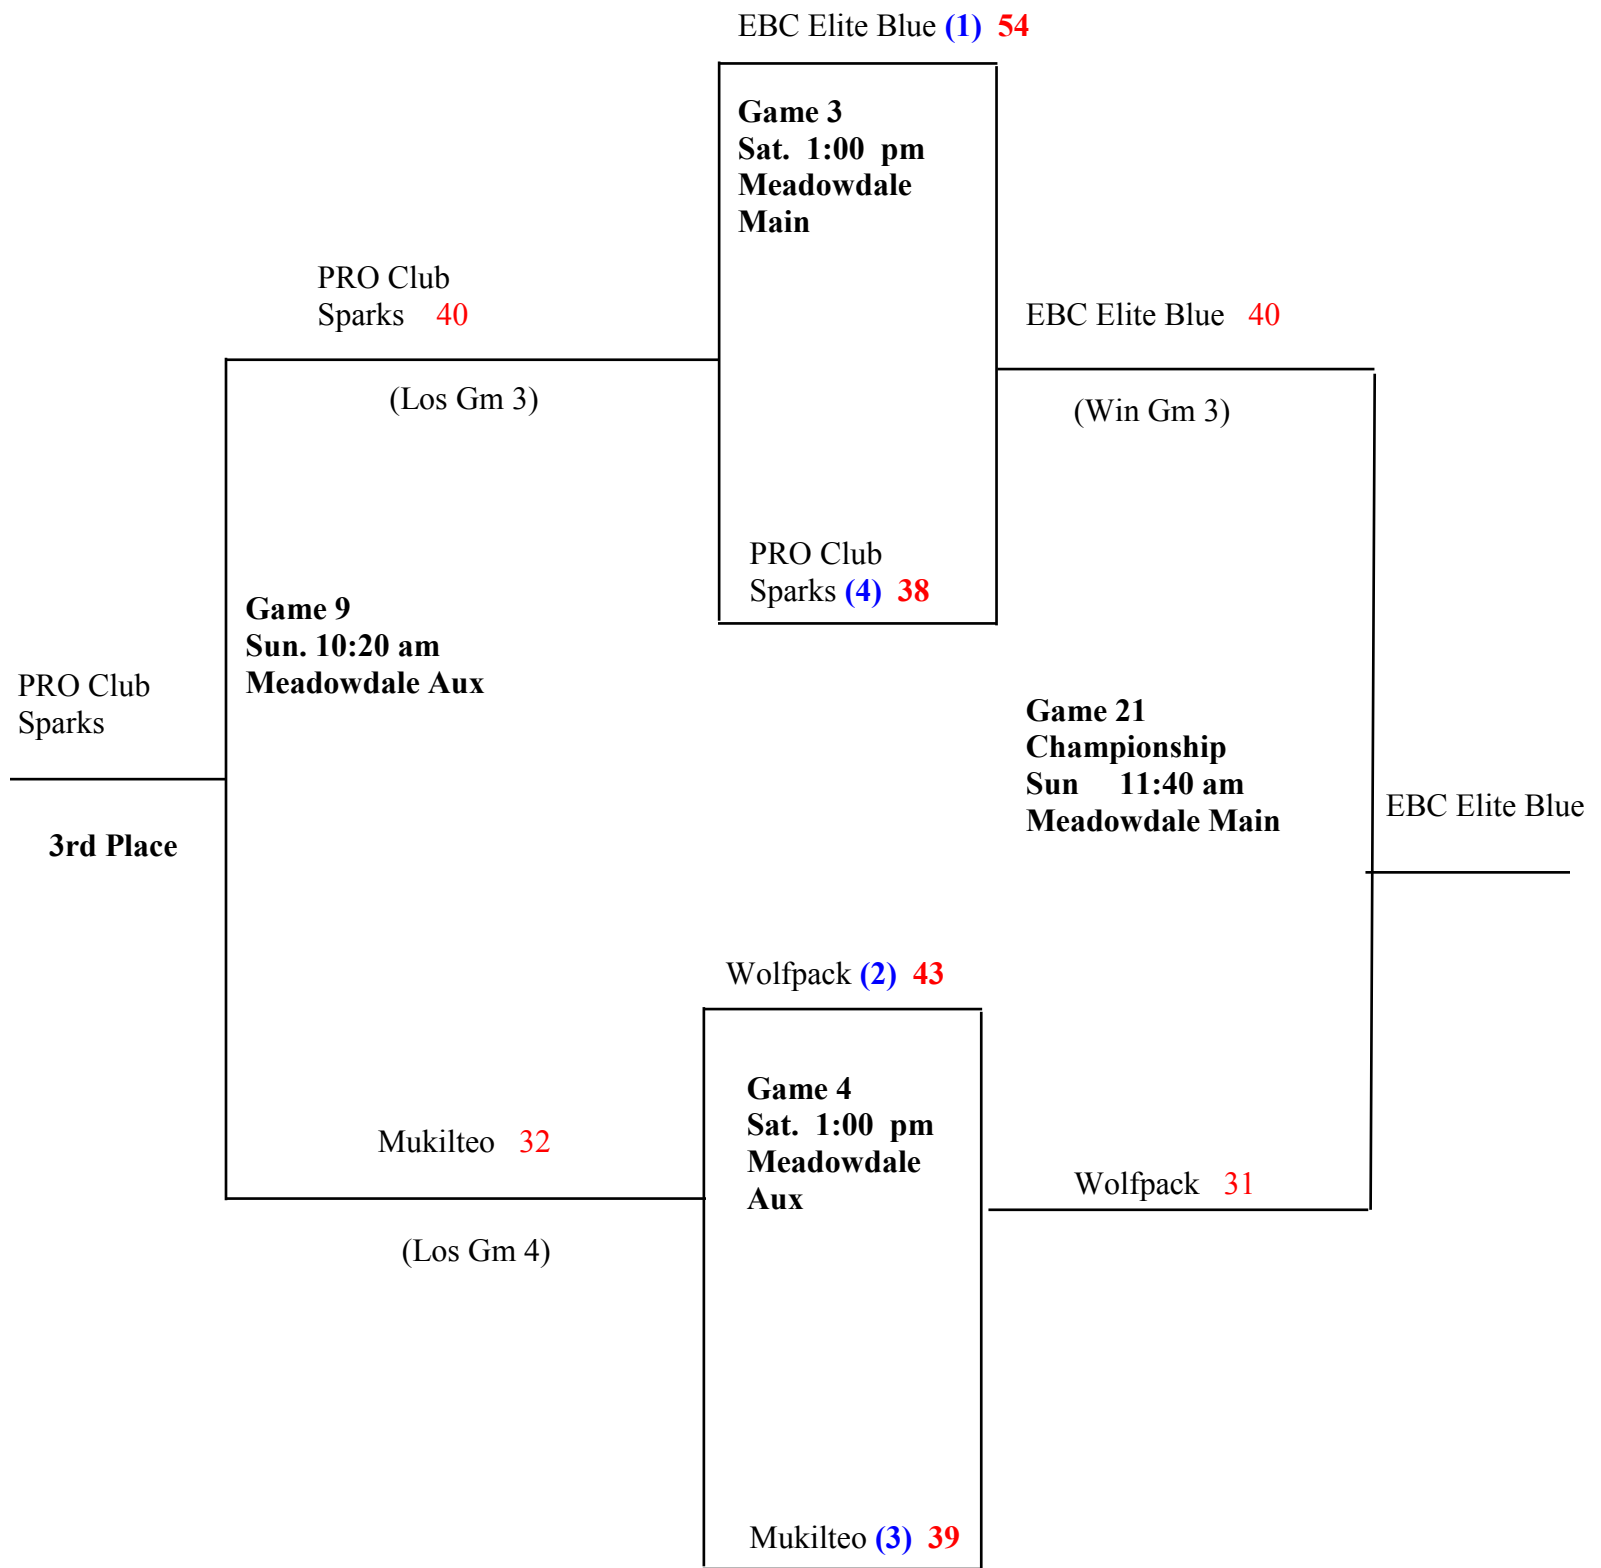 EBC Elite Blue (1) 54
Game 3
Sat. 1:00 pm
Meadowdale
Main
PRO Club
Sparks 40
(Los Gm 3)
EBC Elite Blue 40
(Win Gm 3)
PRO Club
Sparks (4) 38
Game 9
Sun. 10:20 am
Meadowdale Aux
PRO Club
Sparks
3rd Place
Game 21
Championship
Sun 11:40 am
Meadowdale Main
EBC Elite Blue
Wolfpack (2) 43
Game 4
Sat. 1:00 pm
Meadowdale
Aux
Mukilteo 32
(Los Gm 4)
Wolfpack 31
Mukilteo (3) 39